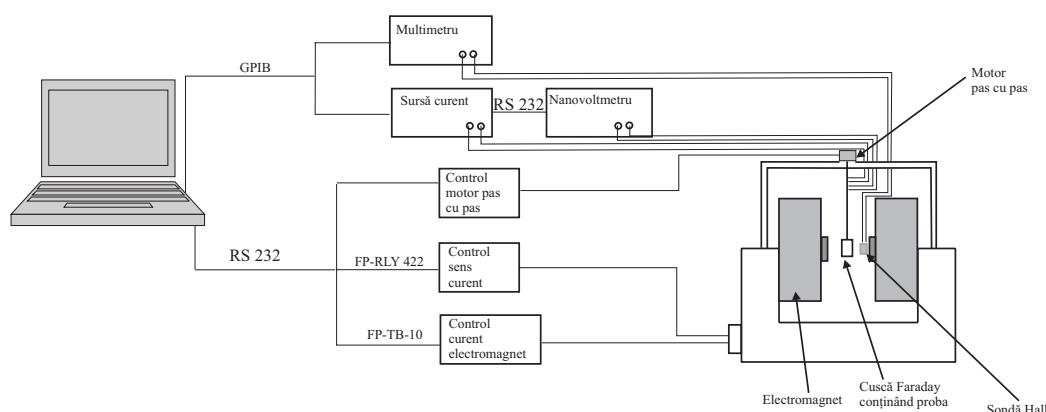 Multimetru
GPIB
Motor
pas cu pas
Sursă curent
RS 232
Nanovoltmetru
Control
motor pas
cu pas
RS 232
FP-RLY 422
Control
sens
curent
FP-TB-10
Control
curent
electromagnet
Electromagnet
Cuscă Faraday
conținând proba
Sondă Hall